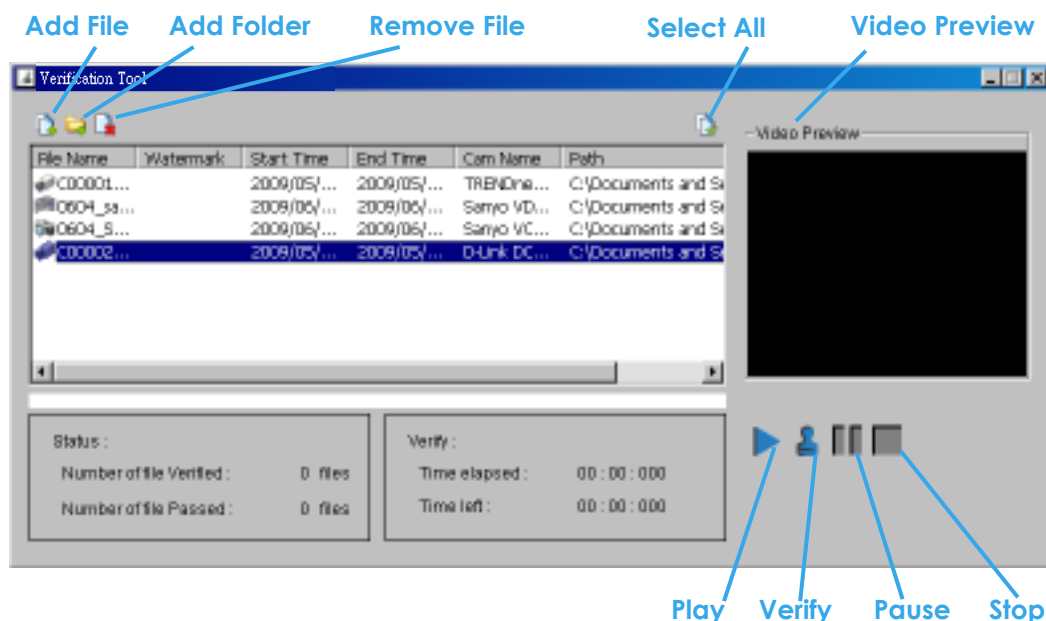 Add File Add Folder Remove File Select All Video Preview
Verification Tool
Video Preview
File Name Watermark Start Time End Time Cam Name Path
C00001... 2009/05/... 2009/05/... TRENDne... C:\Documents and Se
0604_sa... 2009/06/... 2009/06/... Sanyo VD... C:\Documents and Se
0604_S... 2009/06/... 2009/06/... Sanyo VC... C:\Documents and Se
C00002... 2009/05/... 2009/05/... D-Link DC... C:\Documents and Se
Status :
Number of file Verified : 0 files
Number of file Passed : 0 files
Verify :
Time elapsed : 00 : 00 : 000
Time left : 00 : 00 : 000
Play Verify Pause Stop